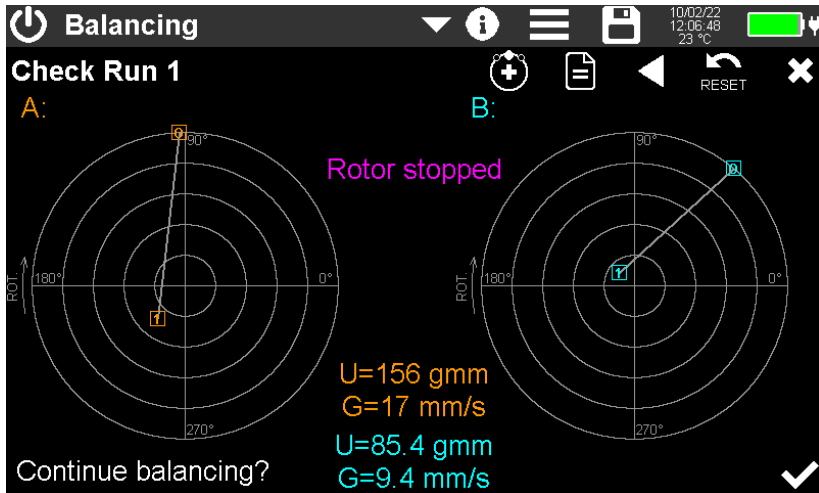 Balancing
10/02/22
12:06:48
23 °C
Check Run 1
RESET
A:
B:
0
90°
0
90°
Rotor stopped
ROT.
180°
0°
1
ROT.
180°
0°
1
U=156 gmm
G=17 mm/s
270°
270°
U=85.4 gmm
G=9.4 mm/s
Continue balancing?